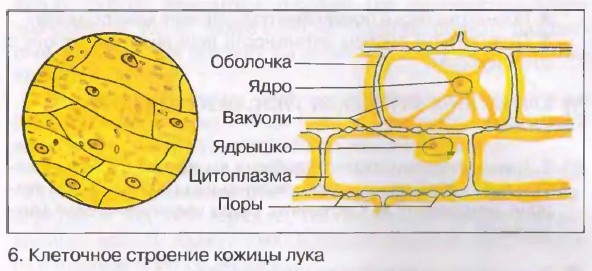 Оболочка
Ядро
Вакуоли
Ядрышко
Цитоплазма
Поры
6. Клеточное строение кожицы лука